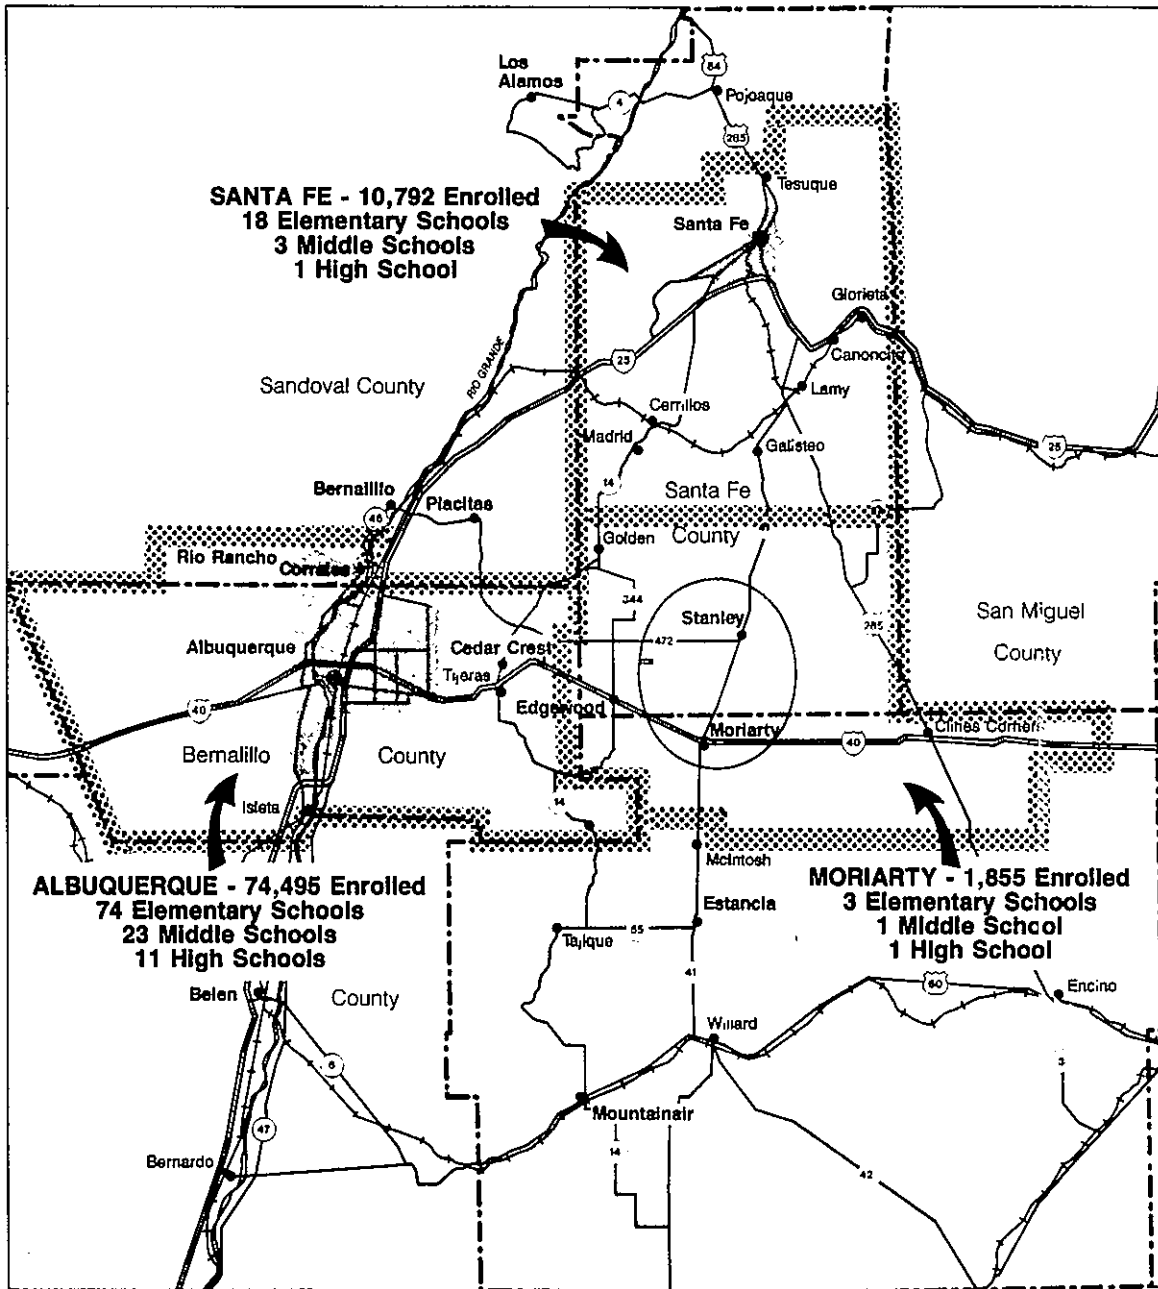 Los
Alamos
84
Pojoaque
4
285
Tesuque
SANTA FE - 10,792 Enrolled
18 Elementary Schools
3 Middle Schools
1 High School
Santa Fe
Glorieta
Canoncito
RIO GRANDE
25
Sandoval County
Lamy
Cerrillos
Madrid
Galisteo
25
14
Santa Fe
County
Bernalillo
Placitas
46
Golden
41
Rio Rancho
Corrales
344
San Miguel
County
Stanley
472
285
Albuquerque
Cedar Crest
Tijeras
Edgewood
40
Moriarty
40
Clines Corners
Bernalillo
County
Isleta
14
McIntosh
ALBUQUERQUE - 74,495 Enrolled
74 Elementary Schools
23 Middle Schools
11 High Schools
MORIARTY - 1,855 Enrolled
3 Elementary Schools
1 Middle School
1 High School
Estancia
Tajique
55
41
Belen
County
60
Encino
Willard
6
3
Mountainair
47
14
Bernardo
42